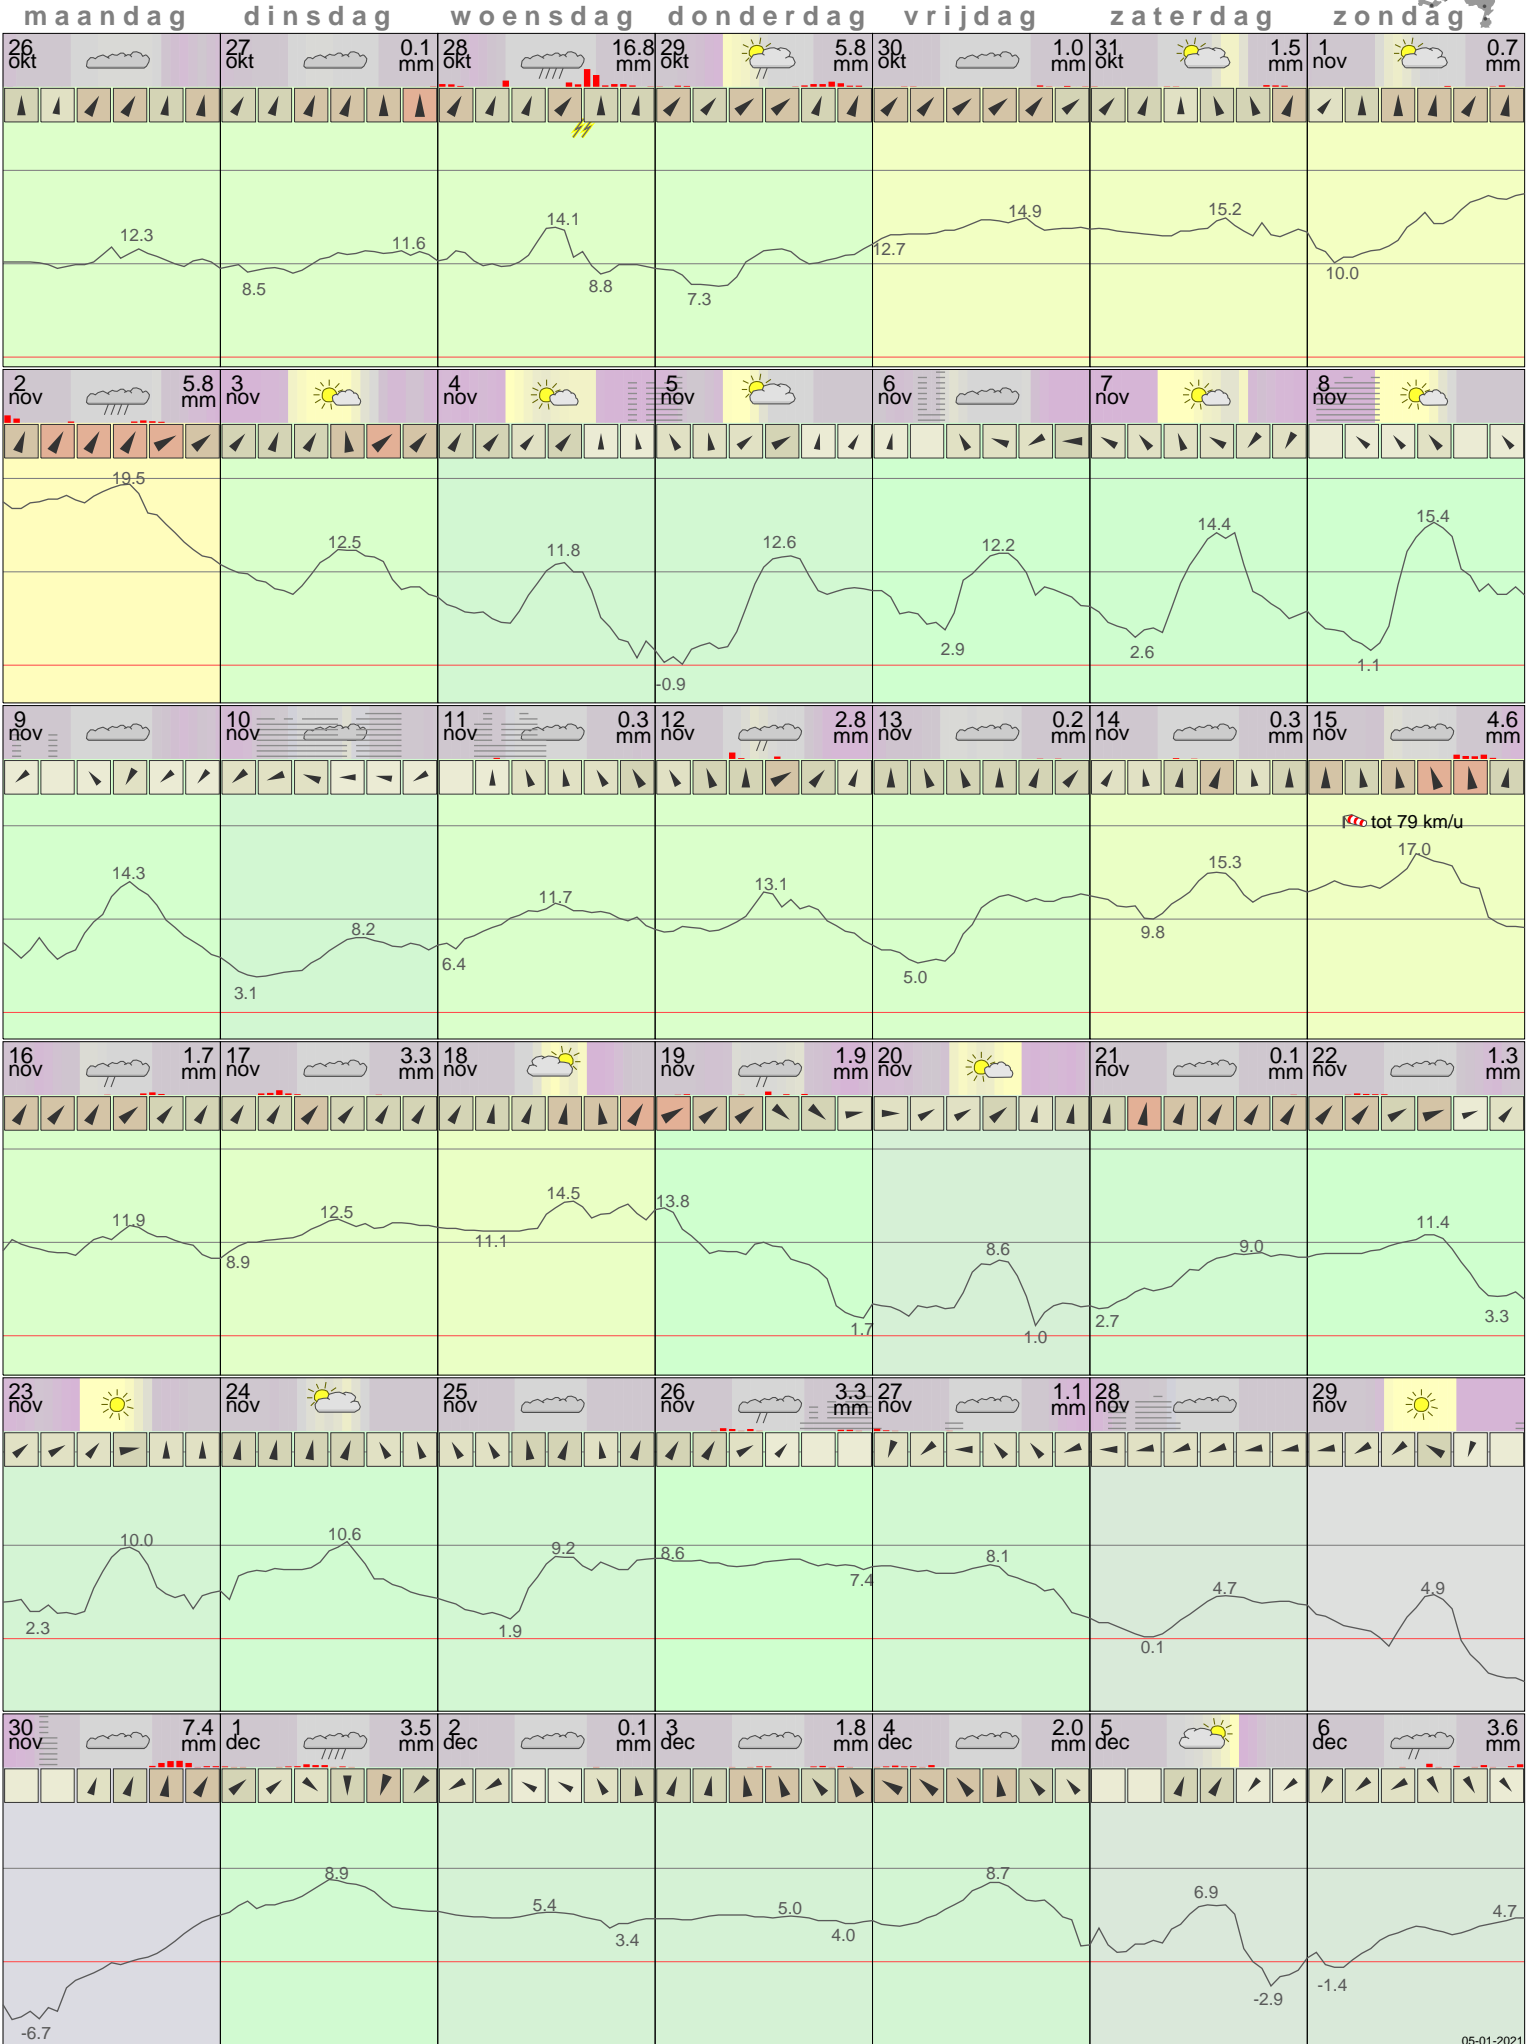 maandag dinsdag woensdag donderdag vrijdag zaterdag zondag
26 27 0.1 28 16.8 29 5.8 30 1.0 31 1.5 1 0.7
okt okt mm okt mm okt mm okt mm okt mm nov mm
12.3 11.6 14.1 14.9 15.2
8.5 8.8 7.3 12.7 10.0
2 5.8 3 4 5 6 7 8
nov mm nov nov nov nov nov nov
19.5 12.5 11.8 12.6 12.2 14.4 15.4
-0.9 2.9 2.6 1.1
9 10 11 0.3 12 2.8 13 0.2 14 0.3 15 4.6
nov nov nov mm nov mm nov mm nov mm nov mm
tot 79 km/u
14.3 8.2 11.7 13.1 15.3 17.0
3.1 6.4 5.0 9.8
16 1.7 17 3.3 18 19 1.9 20 21 0.1 22 1.3
nov mm nov mm nov nov mm nov nov mm nov mm
11.9 12.5 14.5 13.8 8.6 9.0 11.4
8.9 11.1 1.7 1.0 2.7 3.3
23 24 25 26 3.3 27 1.1 28 29
nov nov nov nov mm nov mm nov nov
10.0 10.6 9.2 8.6 8.1 4.7 4.9
2.3 1.9 7.4 0.1
30 7.4 1 3.5 2 0.1 3 1.8 4 2.0 5 6 3.6
nov mm dec mm dec mm dec mm dec mm dec dec mm
8.9 5.4 5.0 8.7 6.9 4.7
-6.7 3.4 4.0 -2.9 -1.4
05-01-2021